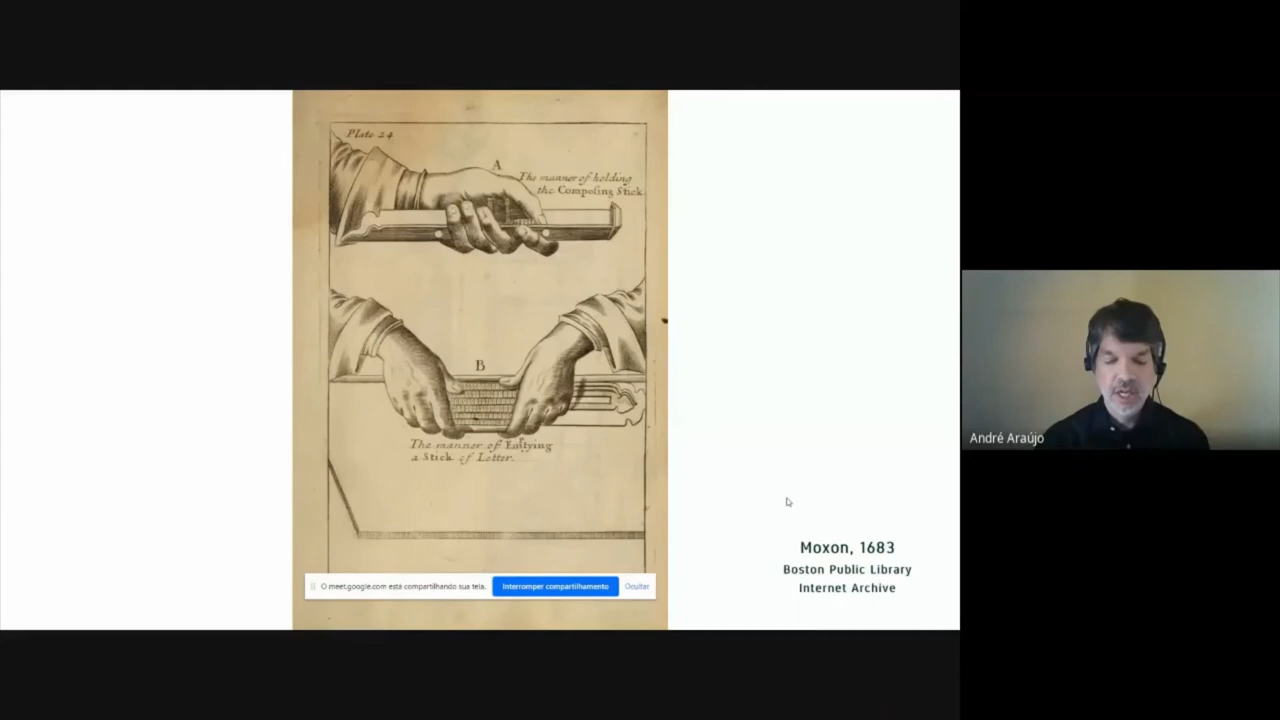 Plate 24
A
The manner of holding
the Composing Stick
B
The manner of Emtying
a Stick of Letter.
O meet.google.com está compartilhando sua tela.
Interromper compartilhamento
Ocultar
Moxon, 1683
Boston Public Library
Internet Archive
André Araújo